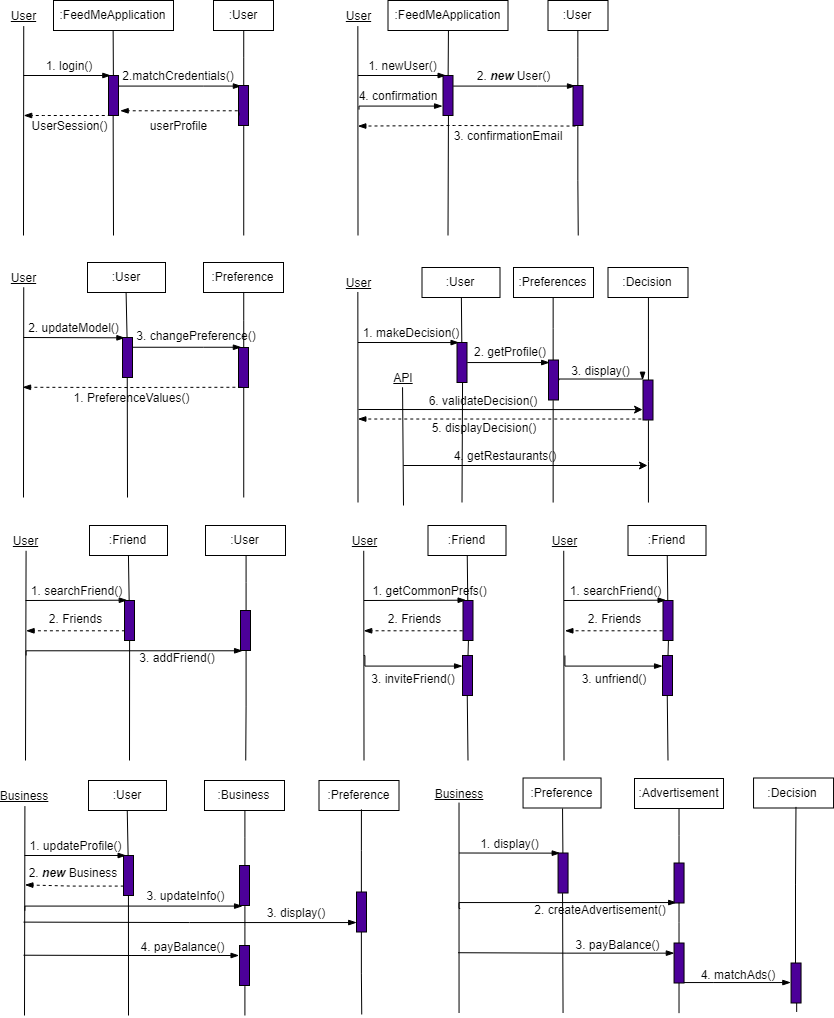 User
:FeedMeApplication
:User
1. login()
2.matchCredentials()
UserSession()
userProfile
User
:FeedMeApplication
:User
1. newUser()
2. new User()
4. confirmation
3. confirmationEmail
User
:User
:Preference
2. updateModel()
3. changePreference()
1. PreferenceValues()
User
:User
:Preferences
:Decision
1. makeDecision()
2. getProfile()
3. display()
API
6. validateDecision()
5. displayDecision()
4. getRestaurants()
User
:Friend
:User
1. searchFriend()
2. Friends
3. addFriend()
User
:Friend
1. getCommonPrefs()
2. Friends
3. inviteFriend()
User
:Friend
1. searchFriend()
2. Friends
3. unfriend()
Business
:User
:Business
:Preference
1. updateProfile()
2. new Business
3. updateInfo()
3. display()
4. payBalance()
Business
:Preference
:Advertisement
:Decision
1. display()
2. createAdvertisement()
3. payBalance()
4. matchAds()